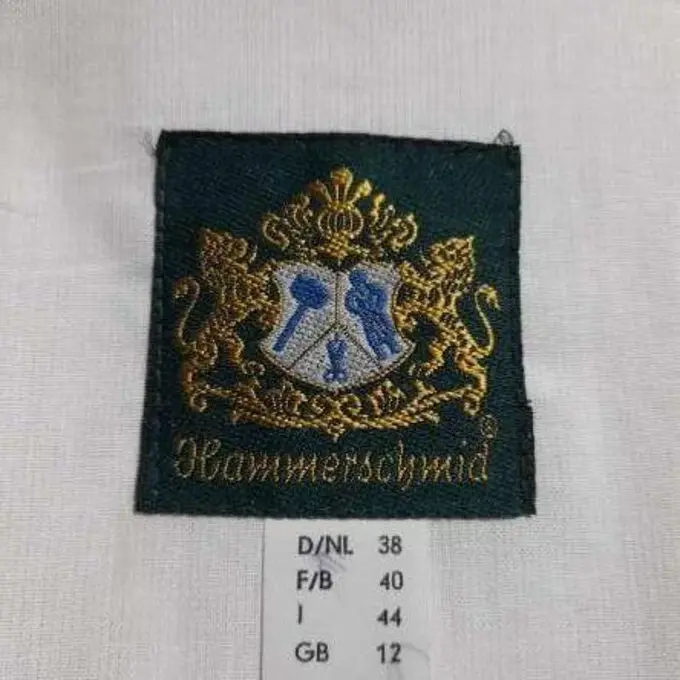 Hammerschmid ®
D/NL 38
F/B 40
I 44
GB 12